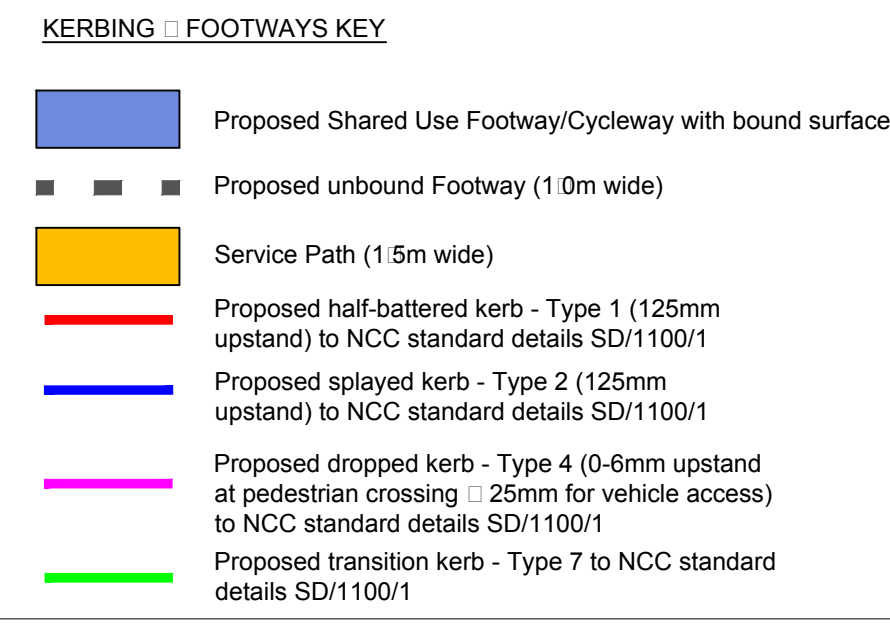 KERBING □ FOOTWAYS KEY
Proposed Shared Use Footway/Cycleway with bound surface
Proposed unbound Footway (1□0m wide)
Service Path (1□5m wide)
Proposed half-battered kerb - Type 1 (125mm
upstand) to NCC standard details SD/1100/1
Proposed splayed kerb - Type 2 (125mm
upstand) to NCC standard details SD/1100/1
Proposed dropped kerb - Type 4 (0-6mm upstand
at pedestrian crossing □ 25mm for vehicle access)
to NCC standard details SD/1100/1
Proposed transition kerb - Type 7 to NCC standard
details SD/1100/1